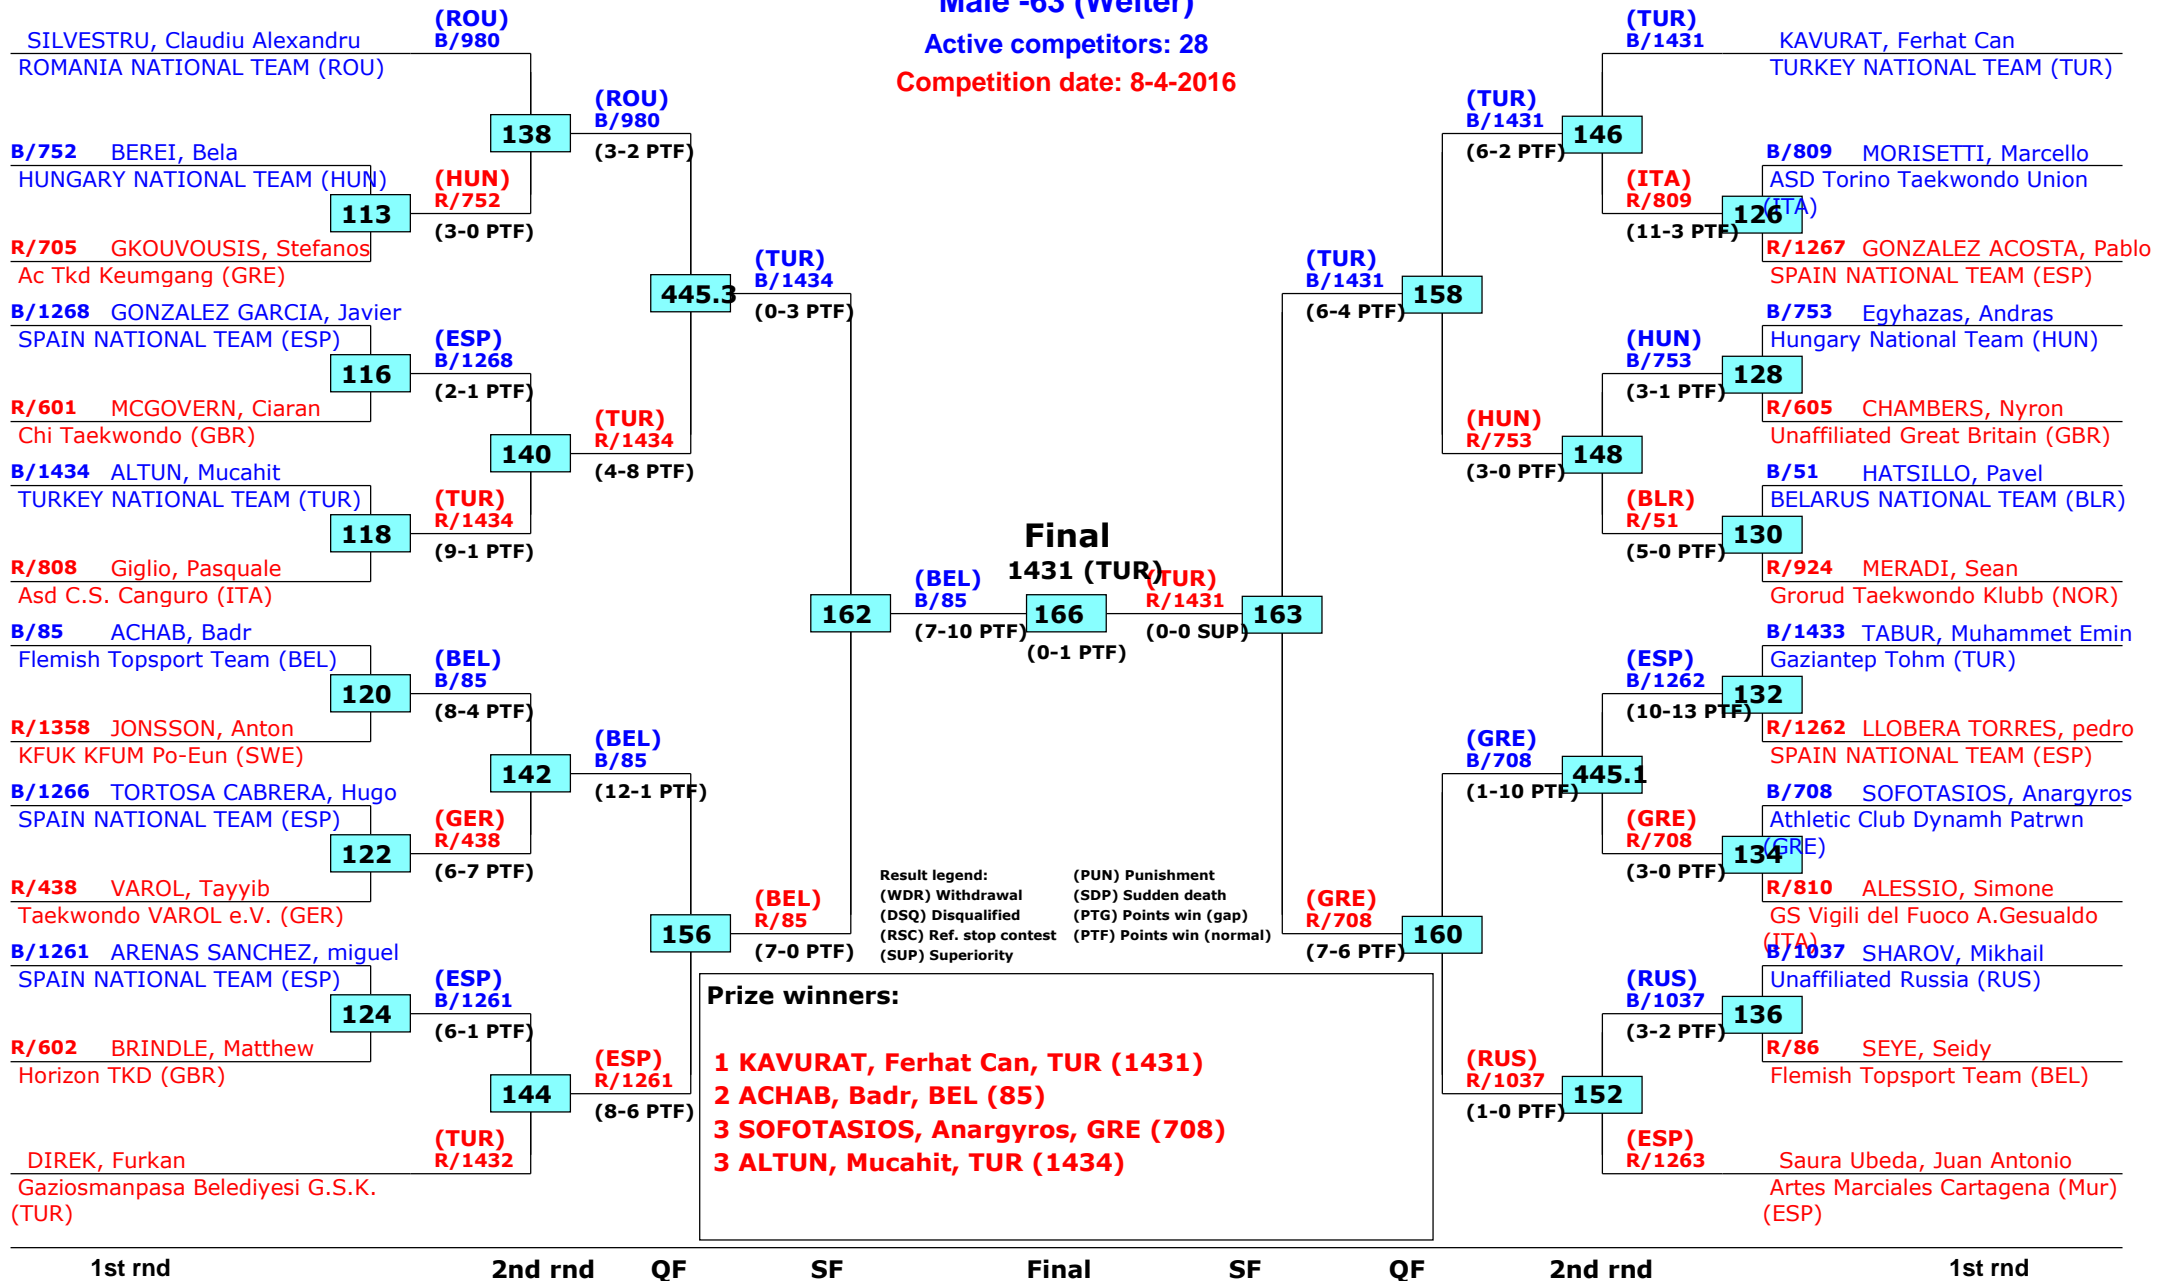 Male -63 (Welter)
Active competitors: 28
Competition date: 8-4-2016
(ROU)
B/980
SILVESTRU, Claudiu Alexandru
ROMANIA NATIONAL TEAM (ROU)
138
(ROU)
B/980
(3-2 PTF)
B/752 BEREI, Bela
HUNGARY NATIONAL TEAM (HUN)
113
(HUN)
R/752
(3-0 PTF)
R/705 GKOUVOUSIS, Stefanos
Ac Tkd Keumgang (GRE)
445.3
(TUR)
B/1434
(0-3 PTF)
B/1268 GONZALEZ GARCIA, Javier
SPAIN NATIONAL TEAM (ESP)
116
(ESP)
B/1268
(2-1 PTF)
R/601 MCGOVERN, Ciaran
Chi Taekwondo (GBR)
140
(TUR)
R/1434
(4-8 PTF)
B/1434 ALTUN, Mucahit
TURKEY NATIONAL TEAM (TUR)
118
(TUR)
R/1434
(9-1 PTF)
R/808 Giglio, Pasquale
Asd C.S. Canguro (ITA)
162
(BEL)
B/85
(7-10 PTF)
B/85 ACHAB, Badr
Flemish Topsport Team (BEL)
120
(BEL)
B/85
(8-4 PTF)
R/1358 JONSSON, Anton
KFUK KFUM Po-Eun (SWE)
142
(BEL)
B/85
(12-1 PTF)
B/1266 TORTOSA CABRERA, Hugo
SPAIN NATIONAL TEAM (ESP)
122
(GER)
R/438
(6-7 PTF)
R/438 VAROL, Tayyib
Taekwondo VAROL e.V. (GER)
156
(BEL)
R/85
(7-0 PTF)
B/1261 ARENAS SANCHEZ, miguel
SPAIN NATIONAL TEAM (ESP)
124
(ESP)
B/1261
(6-1 PTF)
R/602 BRINDLE, Matthew
Horizon TKD (GBR)
144
(ESP)
R/1261
(8-6 PTF)
(TUR)
R/1432
DIREK, Furkan
Gaziosmanpasa Belediyesi G.S.K.
(TUR)
Final
1431 (TUR)
166
(0-1 PTF)
(TUR)
R/1431
(0-0 SUP)
163
(TUR)
B/1431
KAVURAT, Ferhat Can
TURKEY NATIONAL TEAM (TUR)
(TUR)
B/1431
(6-2 PTF)
146
B/809 MORISETTI, Marcello
ASD Torino Taekwondo Union
(ITA)
(ITA)
R/809
(11-3 PTF)
126
R/1267 GONZALEZ ACOSTA, Pablo
SPAIN NATIONAL TEAM (ESP)
(TUR)
B/1431
(6-4 PTF)
158
B/753 Egyhazas, Andras
Hungary National Team (HUN)
(HUN)
B/753
(3-1 PTF)
128
R/605 CHAMBERS, Nyron
Unaffiliated Great Britain (GBR)
(HUN)
R/753
(3-0 PTF)
148
B/51 HATSILLO, Pavel
BELARUS NATIONAL TEAM (BLR)
(BLR)
R/51
(5-0 PTF)
130
R/924 MERADI, Sean
Grorud Taekwondo Klubb (NOR)
B/1433 TABUR, Muhammet Emin
Gaziantep Tohm (TUR)
(ESP)
B/1262
(10-13 PTF)
132
R/1262 LLOBERA TORRES, pedro
SPAIN NATIONAL TEAM (ESP)
(GRE)
B/708
(1-10 PTF)
445.1
B/708 SOFOTASIOS, Anargyros
Athletic Club Dynamh Patrwn
(GRE)
(GRE)
R/708
(3-0 PTF)
134
R/810 ALESSIO, Simone
GS Vigili del Fuoco A.Gesualdo
(ITA)
(GRE)
R/708
(7-6 PTF)
160
B/1037 SHAROV, Mikhail
Unaffiliated Russia (RUS)
(RUS)
B/1037
(3-2 PTF)
136
R/86 SEYE, Seidy
Flemish Topsport Team (BEL)
(RUS)
R/1037
(1-0 PTF)
152
(ESP)
R/1263
Saura Ubeda, Juan Antonio
Artes Marciales Cartagena (Mur)
(ESP)
Result legend: (PUN) Punishment
(WDR) Withdrawal (SDP) Sudden death
(DSQ) Disqualified (PTG) Points win (gap)
(RSC) Ref. stop contest (PTF) Points win (normal)
(SUP) Superiority
Prize winners:
1 KAVURAT, Ferhat Can, TUR (1431)
2 ACHAB, Badr, BEL (85)
3 SOFOTASIOS, Anargyros, GRE (708)
3 ALTUN, Mucahit, TUR (1434)
1st rnd 2nd rnd QF SF Final SF QF 2nd rnd 1st rnd